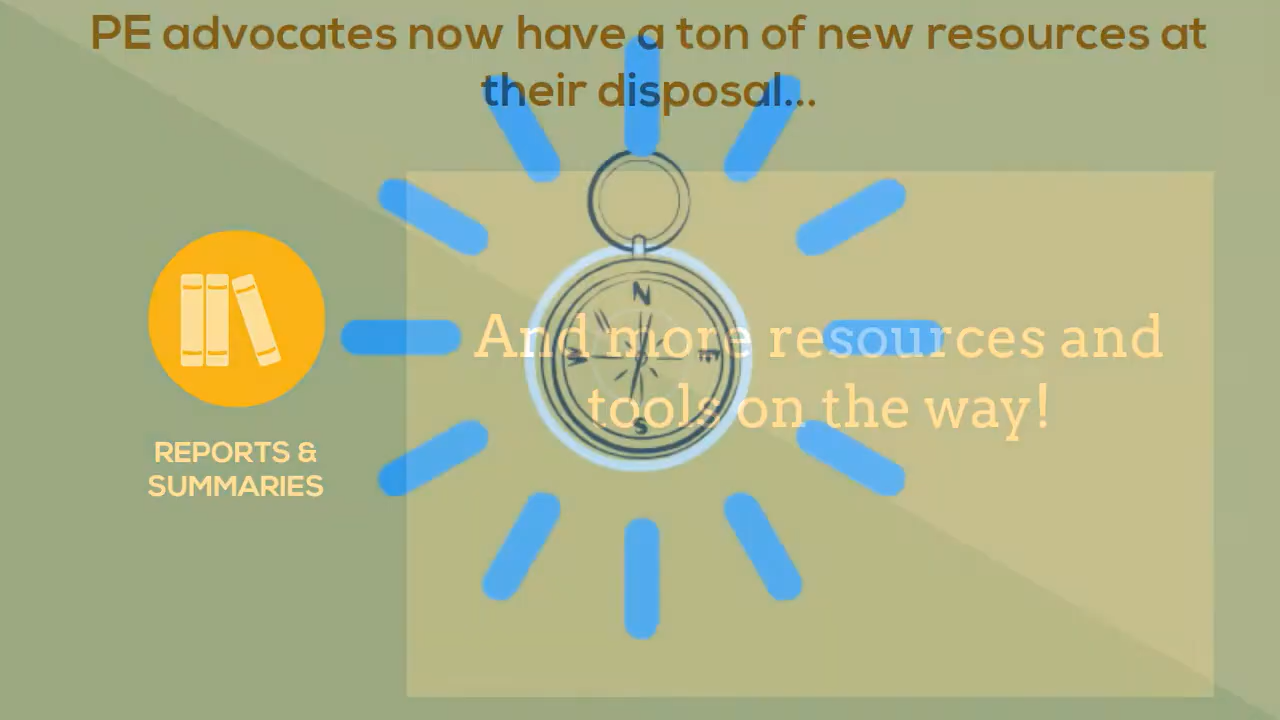 PE advocates now have a ton of new resources at
their disposal...
N
W
E
S
And more resources and
tools on the way!
REPORTS &
SUMMARIES